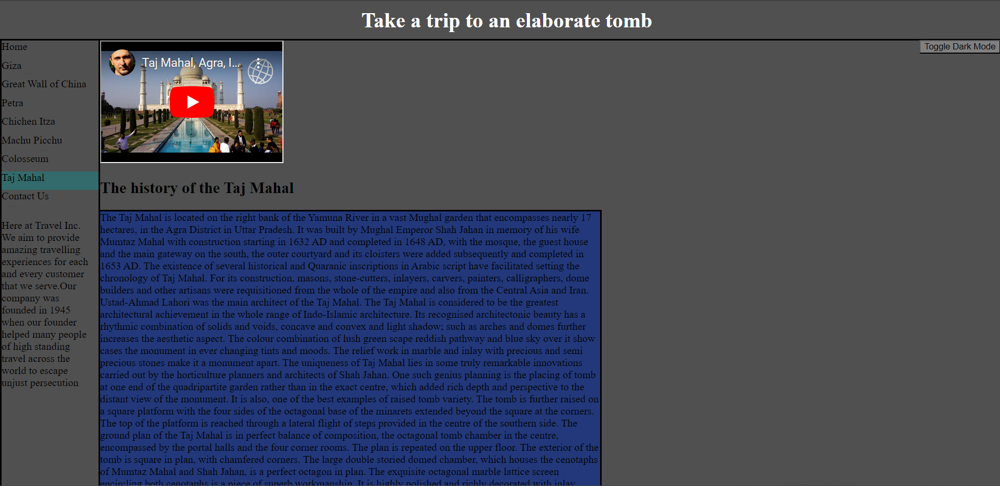 Take a trip to an elaborate tomb
Toggle Dark Mode
Home
Giza
Great Wall of China
Petra
Chichen Itza
Machu Picchu
Colosseum
Taj Mahal
Contact Us
Here at Travel Inc.
We aim to provide
amazing travelling
experiences for each
and every customer
that we serve.Our
company was
founded in 1945
when our founder
helped many people
of high standing
travel across the
world to escape
unjust persecution
Taj Mahal, Agra, I...
The history of the Taj Mahal
The Taj Mahal is located on the right bank of the Yamuna River in a vast Mughal garden that encompasses nearly 17
hectares, in the Agra District in Uttar Pradesh. It was built by Mughal Emperor Shah Jahan in memory of his wife
Mumtaz Mahal with construction starting in 1632 AD and completed in 1648 AD, with the mosque, the guest house
and the main gateway on the south, the outer courtyard and its cloisters were added subsequently and completed in
1653 AD. The existence of several historical and Quaranic inscriptions in Arabic script have facilitated setting the
chronology of Taj Mahal. For its construction, masons, stone-cutters, inlayers, carvers, painters, calligraphers, dome
builders and other artisans were requisitioned from the whole of the empire and also from the Central Asia and Iran.
Ustad-Ahmad Lahori was the main architect of the Taj Mahal. The Taj Mahal is considered to be the greatest
architectural achievement in the whole range of Indo-Islamic architecture. Its recognised architectonic beauty has a
rhythmic combination of solids and voids, concave and convex and light shadow; such as arches and domes further
increases the aesthetic aspect. The colour combination of lush green scape reddish pathway and blue sky over it show
cases the monument in ever changing tints and moods. The relief work in marble and inlay with precious and semi
precious stones make it a monument apart. The uniqueness of Taj Mahal lies in some truly remarkable innovations
carried out by the horticulture planners and architects of Shah Jahan. One such genius planning is the placing of tomb
at one end of the quadripartite garden rather than in the exact centre, which added rich depth and perspective to the
distant view of the monument. It is also, one of the best examples of raised tomb variety. The tomb is further raised on
a square platform with the four sides of the octagonal base of the minarets extended beyond the square at the corners.
The top of the platform is reached through a lateral flight of steps provided in the centre of the southern side. The
ground plan of the Taj Mahal is in perfect balance of composition, the octagonal tomb chamber in the centre,
encompassed by the portal halls and the four corner rooms. The plan is repeated on the upper floor. The exterior of the
tomb is square in plan, with chamfered corners. The large double storied domed chamber, which houses the cenotaphs
of Mumtaz Mahal and Shah Jahan, is a perfect octagon in plan. The exquisite octagonal marble lattice screen
encircling both cenotaphs is a piece of superb workmanship. It is highly polished and richly decorated with inlay